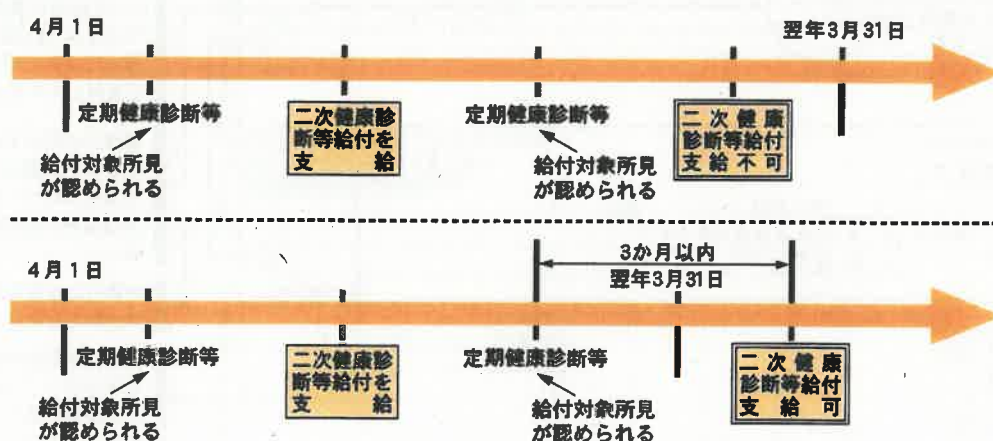 4月1日
翌年3月31日
定期健康診断等
給付対象所見
が認められる
二次健康診
断等給付を
支給
定期健康診断等
給付対象所見
が認められる
二次健康
診断等給付
支給不可
3か月以内
4月1日
翌年3月31日
定期健康診断等
給付対象所見
が認められる
二次健康診
断等給付を
支給
定期健康診断等
給付対象所見
が認められる
二次健康
診断等給付
支給可